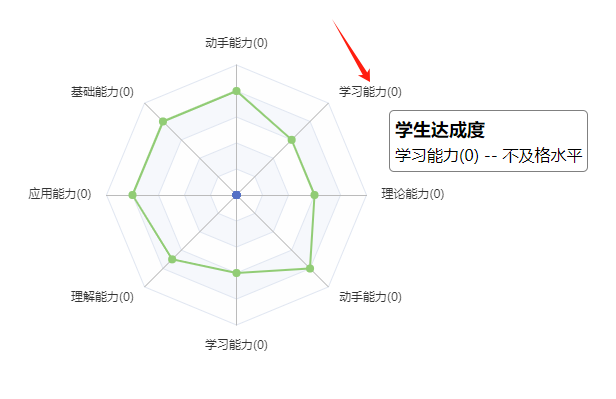 动手能力(0)
基础能力(0)
学习能力(0)
学生达成度
学习能力(0) -- 不及格水平
应用能力(0)
理论能力(0)
理解能力(0)
动手能力(0)
学习能力(0)